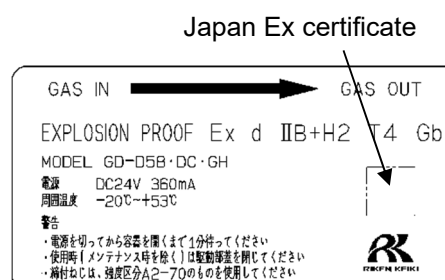 Japan Ex certificate
GAS IN GAS OUT
EXPLOSION PROOF Ex d ⅡB+H2 T4 Gb
MODEL GD-D58・DC・GH
電源 DC24V 360mA
周囲温度 -20℃~+53℃
警告
・電源を切ってから容器を開くまで1分待ってください
・使用時(メンテナンス時を除く)は駆動部蓋を閉じてください
・締付ねじは、強度区分A2-70のものを使用してください
RIKEN KEIKI